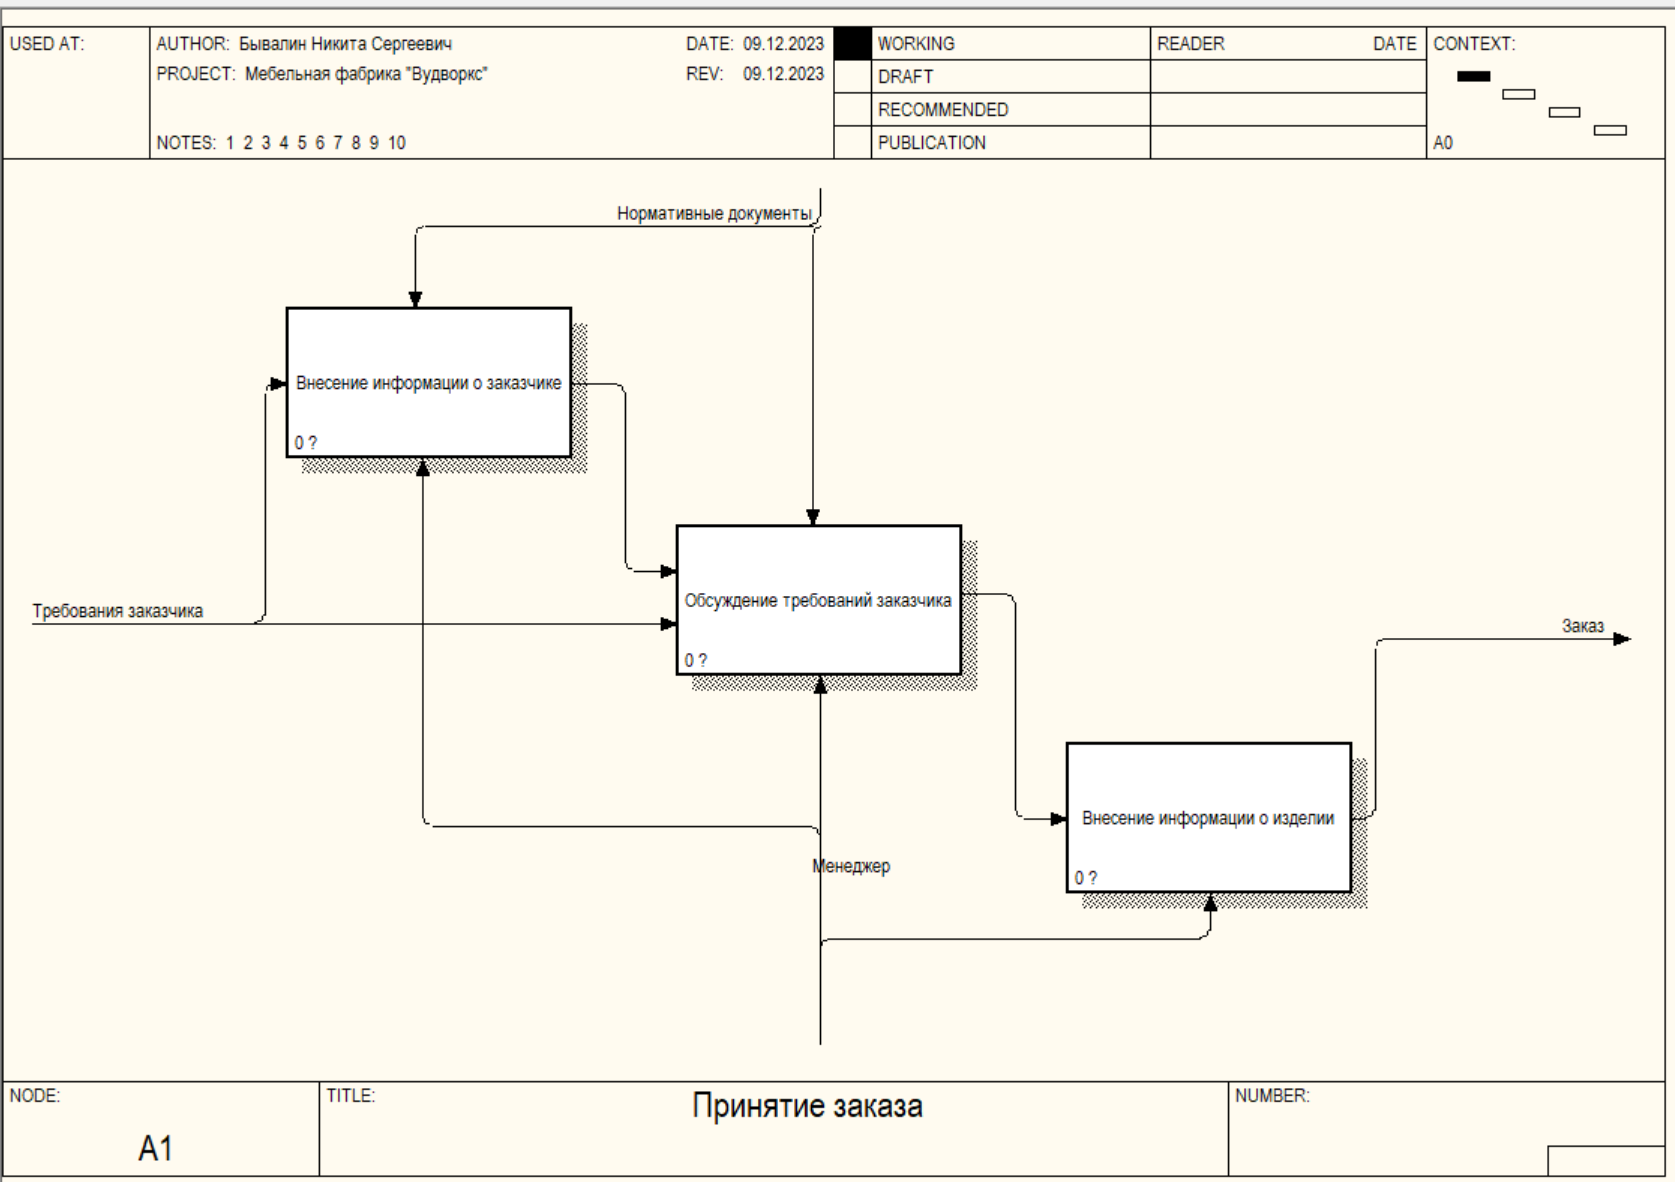 USED AT:
AUTHOR: Бывалин Никита Сергеевич
DATE: 09.12.2023
PROJECT: Мебельная фабрика "Вудворкс"
REV: 09.12.2023
NOTES: 1 2 3 4 5 6 7 8 9 10
WORKING
DRAFT
RECOMMENDED
PUBLICATION
READER DATE
CONTEXT:
A0
Нормативные документы
Внесение информации о заказчике
0 ?
Требования заказчика
Обсуждение требований заказчика
0 ?
Заказ
Внесение информации о изделии
0 ?
Менеджер
NODE:
A1
TITLE:
Принятие заказа
NUMBER: